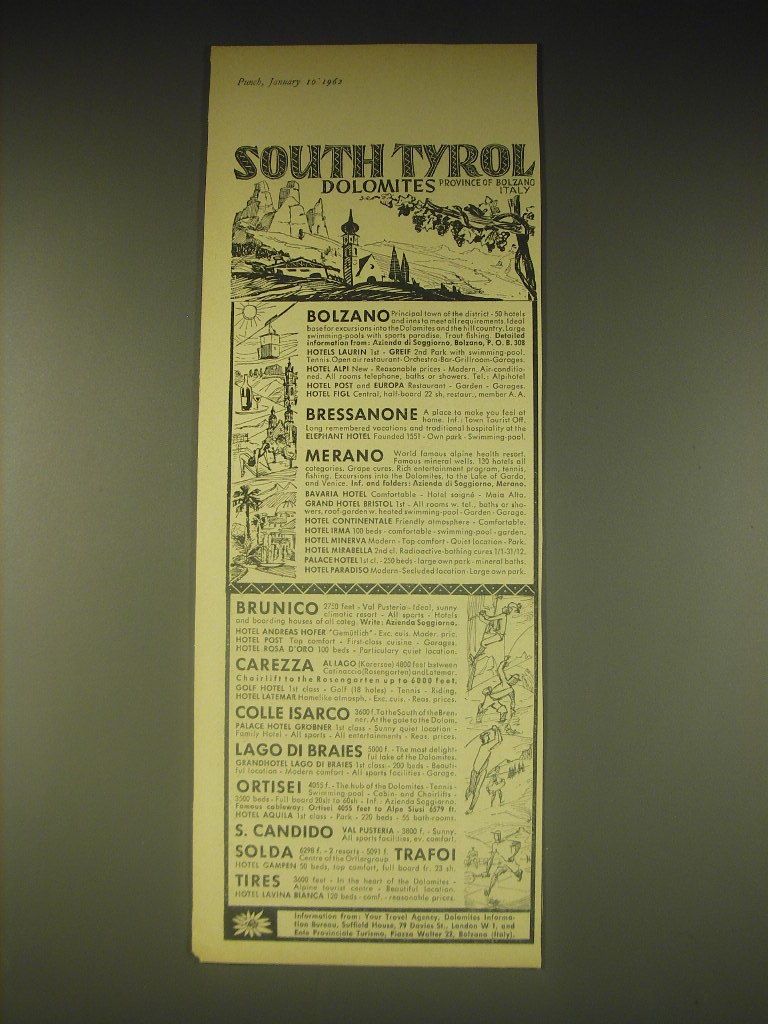 Punch, January 10 1962
SOUTH TYROL
DOLOMITES PROVINCE OF BOLZANO
ITALY
BOLZANO Principal town of the district - 50 hotels
and inns to meet all requirements. Ideal
base for excursions into the Dolomites and the hill country. Large
swimming-pools with sports paradise. Trout fishing. Detailed
information from: Azienda di Soggiorno, Bolzano, P. O. B. 308
HOTELS LAURIN 1st - GREIF 2nd Park with swimming-pool.
Tennis. Open air restaurant - Orchestra-Bar-Grillroom-Garages.
HOTEL ALPI New - Reasonable prices - Modern. Air-conditio-
ned. All rooms telephone, baths or showers. Tel.: Alpihotel
HOTEL POST and EUROPA Restaurant - Garden - Garages.
HOTEL FIGL Central, half-board 22 sh, restaur., member A. A.
BRESSANONE A place to make you feel at
home. Inf.: Town Tourist Off.
Long remembered vacations and traditional hospitality at the
ELEPHANT HOTEL Founded 1551 - Own park - Swimming-pool.
MERANO World famous alpine health resort.
Famous mineral wells. 130 hotels all
categories. Grape cures. Rich entertainment program, tennis,
fishing. Excursions into the Dolomites, to the Lake of Garda,
and Venice. Inf. and folders: Azienda di Soggiorno, Merano.
BAVARIA HOTEL Comfortable - Hotel soigné - Maia Alta.
GRAND HOTEL BRISTOL 1st - All rooms w. tel., baths or sho-
wers, roof-garden w. heated swimming-pool - Garden - Garage.
HOTEL CONTINENTALE Friendly atmosphere - Comfortable.
HOTEL IRMA 100 beds - comfortable - swimming-pool - garden.
HOTEL MINERVA Modern - Top comfort - Quiet location - Park.
HOTEL MIRABELLA 2nd cl. Radioactive-bathing cures 1/1-31/12.
PALACE HOTEL 1st cl. - 250 beds - large own park - mineral baths.
HOTEL PARADISO Modern - Secluded location - Large own park.
BRUNICO 2750 feet - Val Pusteria - Ideal, sunny
climatic resort - All sports - Hotels
and boarding houses of all categ. Write: Azienda Soggiorno.
HOTEL ANDREAS HOFER "Gemütlich" - Exc. cuis. Moder. pric.
HOTEL POST Top comfort - First-class cuisine - Garages.
HOTEL ROSA D'ORO 100 beds - Particulary quiet location.
CAREZZA AL LAGO (Karersee) 4800 feet between
Catinaccio (Rosengarten) and Latemar.
Chairlift to the Rosengarten up to 6000 feet.
GOLF HOTEL 1st class - Golf (18 holes) - Tennis - Riding.
HOTEL LATEMAR Homelike atmosph. - Exc. cuis. - Reas. prices.
COLLE ISARCO 3600 f. To the South of the Bren-
ner. At the gate to the Dolom.
PALACE HOTEL GRÖBNER 1st class - Sunny quiet location -
Family Hotel - All sports - All entertainments - Reas. prices.
LAGO DI BRAIES 5000 f. - The most delight-
ful lake of the Dolomites.
GRANDHOTEL LAGO DI BRAIES 1st class - 200 beds - Beauti-
ful location - Modern comfort - All sports facilities - Garage.
ORTISEI 4055 f. - The hub of the Dolomites - Tennis -
Swimming-pool - Cabin- and Chairlifts -
3500 beds - Full board 20sh to 60sh - Inf.: Azienda Soggiorno.
Famous cableway: Ortisei 4055 feet to Alpe Siusi 6579 ft.
HOTEL AQUILA 1st class - Park - 220 beds - 55 bath-rooms.
S. CANDIDO VAL PUSTERIA - 3800 f. - Sunny.
All sports facilities, ev. comfort.
SOLDA 6298 f. - 2 resorts - 5091 f. TRAFOI
Centre of the Ortlergroup
HOTEL GAMPEN 50 beds, top comfort, full board fr. 23 sh.
TIRES 3600 feet - In the heart of the Dolomites -
Alpine tourist centre - Beautiful location.
HOTEL LAVINA BIANCA 120 beds - comf. - reasonable prices.
Information from: Your Travel Agency, Dolomites Informa-
tion Bureau, Suffield House, 79 Davies St., London W 1, and
Ente Provinciale Turismo, Piazza Walter 22, Bolzano (Italy).